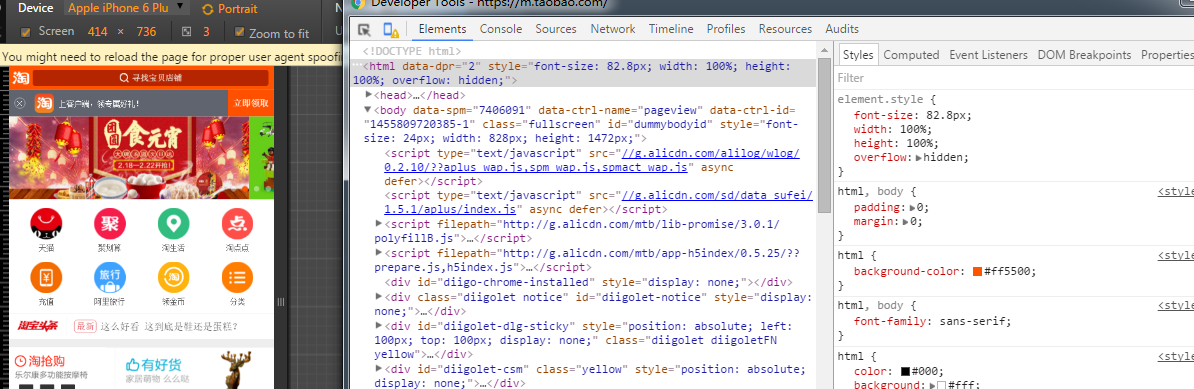 Device Apple iPhone 6 Plu Portrait
Screen 414 × 736 3 Zoom to fit
You might need to reload the page for proper user agent spoofi
淘 寻找宝贝店铺
淘 上客户端,领专属好礼! 立即领取
团圆食元宵
2.18—2.22开抢!
聚 点
天猫 聚划算 淘生活 淘点点
旅行 淘
充值 阿里旅行 领金币 分类
淘宝头条 最新 这么好看 这到底是鞋还是蛋糕?
淘抢购 有好货
乐尔康多功能按摩椅 家居萌物 么么哒
Developer Tools - https://m.taobao.com/
Elements Console Sources Network Timeline Profiles Resources Audits
<!DOCTYPE html>
<html data-dpr="2" style="font-size: 82.8px; width: 100%; height:
100%; overflow: hidden;">
<head>…</head>
<body data-spm="7406091" data-ctrl-name="pageview" data-ctrl-id=
"1455809720385-1" class="fullscreen" id="dummybodyid" style="font-
size: 24px; width: 828px; height: 1472px;">
<script type="text/javascript" src="//g.alicdn.com/alilog/wlog/
0.2.10/??aplus_wap.js,spm_wap.js,spmact_wap.js" async
defer></script>
<script type="text/javascript" src="//g.alicdn.com/sd/data_sufei/
1.5.1/aplus/index.js" async defer></script>
<script filepath="http://g.alicdn.com/mtb/lib-promise/3.0.1/
polyfillB.js">…</script>
<script filepath="http://g.alicdn.com/mtb/app-h5index/0.5.25/??
prepare.js,h5index.js">…</script>
<div id="diigo-chrome-installed" style="display: none;"></div>
<div class="diigolet notice" id="diigolet-notice" style="display:
none;">…</div>
<div id="diigolet-dlg-sticky" style="position: absolute; left:
100px; top: 100px; display: none;" class="diigolet diigoletFN
yellow">…</div>
<div id="diigolet-csm" class="yellow" style="position: absolute;
display: none;">…</div>
Styles Computed Event Listeners DOM Breakpoints Properties
Filter
element.style {
font-size: 82.8px;
width: 100%;
height: 100%;
overflow: hidden;
}
html, body { <style
padding: 0;
margin: 0;
}
html { <style
background-color: #ff5500;
}
html, body { <style
font-family: sans-serif;
}
html { <style
color: #000;
background: #fff;